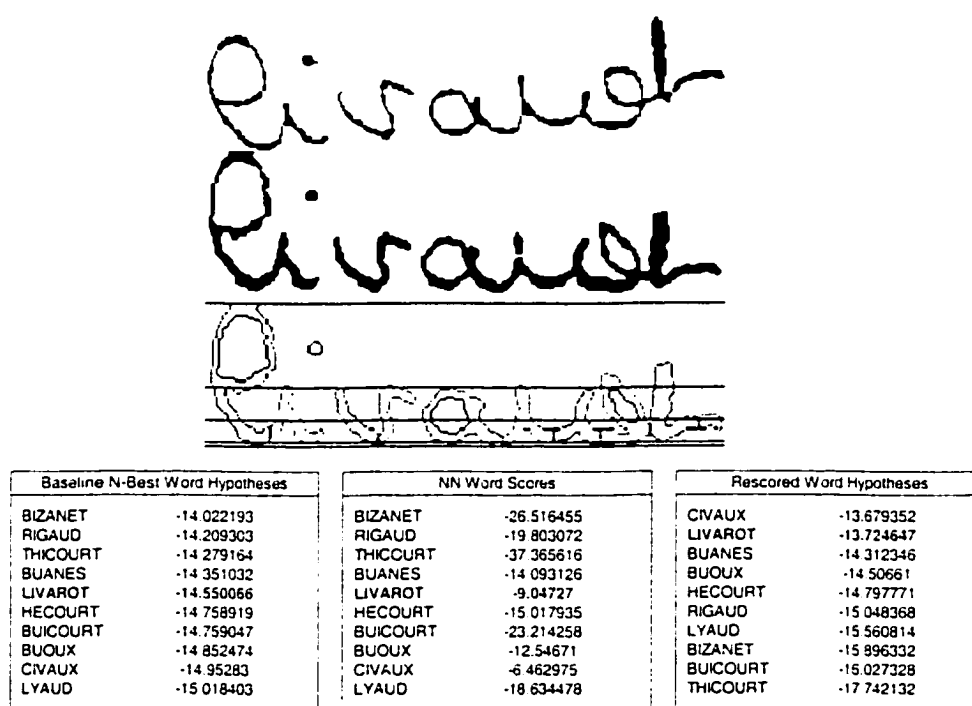 Livarot
Livarot
Baseline N-Best Word Hypotheses
BIZANET -14.022193
RIGAUD -14.209303
THICOURT -14.279164
BUANES -14.351032
LIVAROT -14.550066
HECOURT -14.758919
BUICOURT -14.759047
BUOUX -14.852474
CIVAUX -14.95283
LYAUD -15.018403
NN Word Scores
BIZANET -26.516455
RIGAUD -19.803072
THICOURT -37.365616
BUANES -14.093126
LIVAROT -9.04727
HECOURT -15.017935
BUICOURT -23.214258
BUOUX -12.54671
CIVAUX -6.462975
LYAUD -18.634478
Rescored Word Hypotheses
CIVAUX -13.679352
LIVAROT -13.724647
BUANES -14.312346
BUOUX -14.50661
HECOURT -14.797771
RIGAUD -15.048368
LYAUD -15.560814
BIZANET -15.896332
BUICOURT -15.027328
THICOURT -17.742132